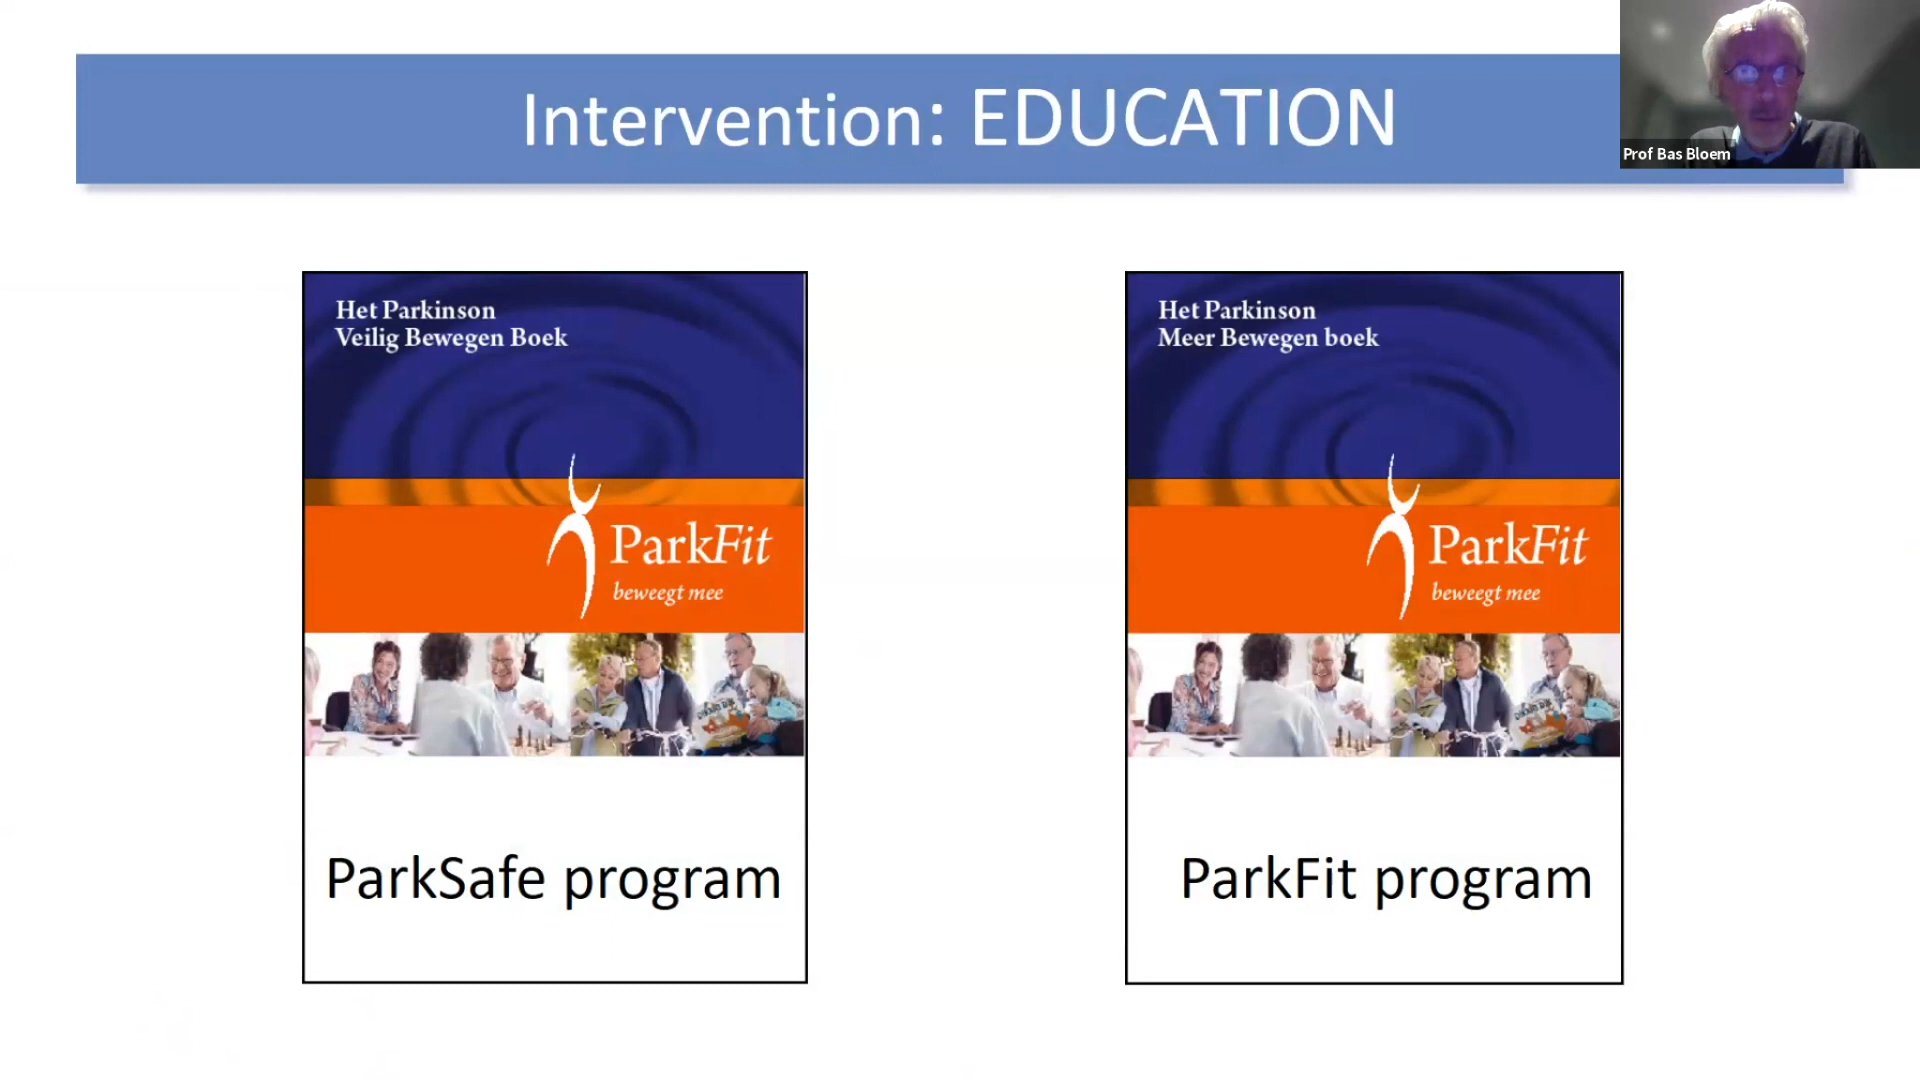 Intervention: EDUCATION
Prof Bas Bloem
Het Parkinson
Veilig Bewegen Boek
ParkFit
beweegt mee
ParkSafe program
Het Parkinson
Meer Bewegen boek
ParkFit
beweegt mee
ParkFit program